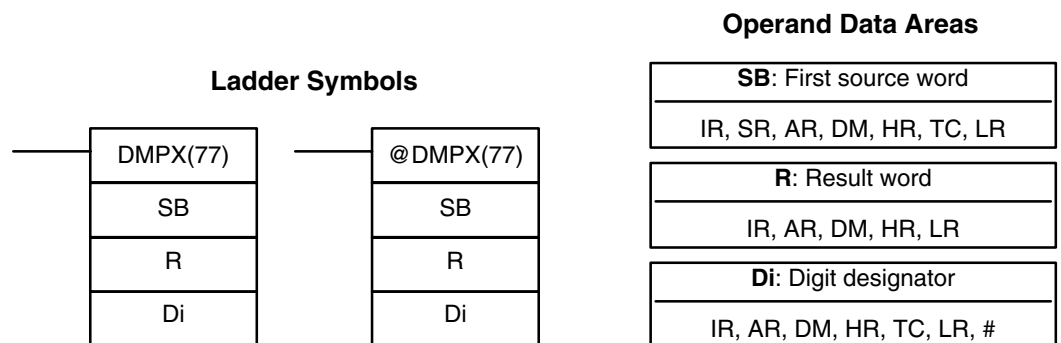 Ladder Symbols
DMPX(77)
SB
R
Di
@DMPX(77)
SB
R
Di
Operand Data Areas
SB: First source word
IR, SR, AR, DM, HR, TC, LR
R: Result word
IR, AR, DM, HR, LR
Di: Digit designator
IR, AR, DM, HR, TC, LR, #